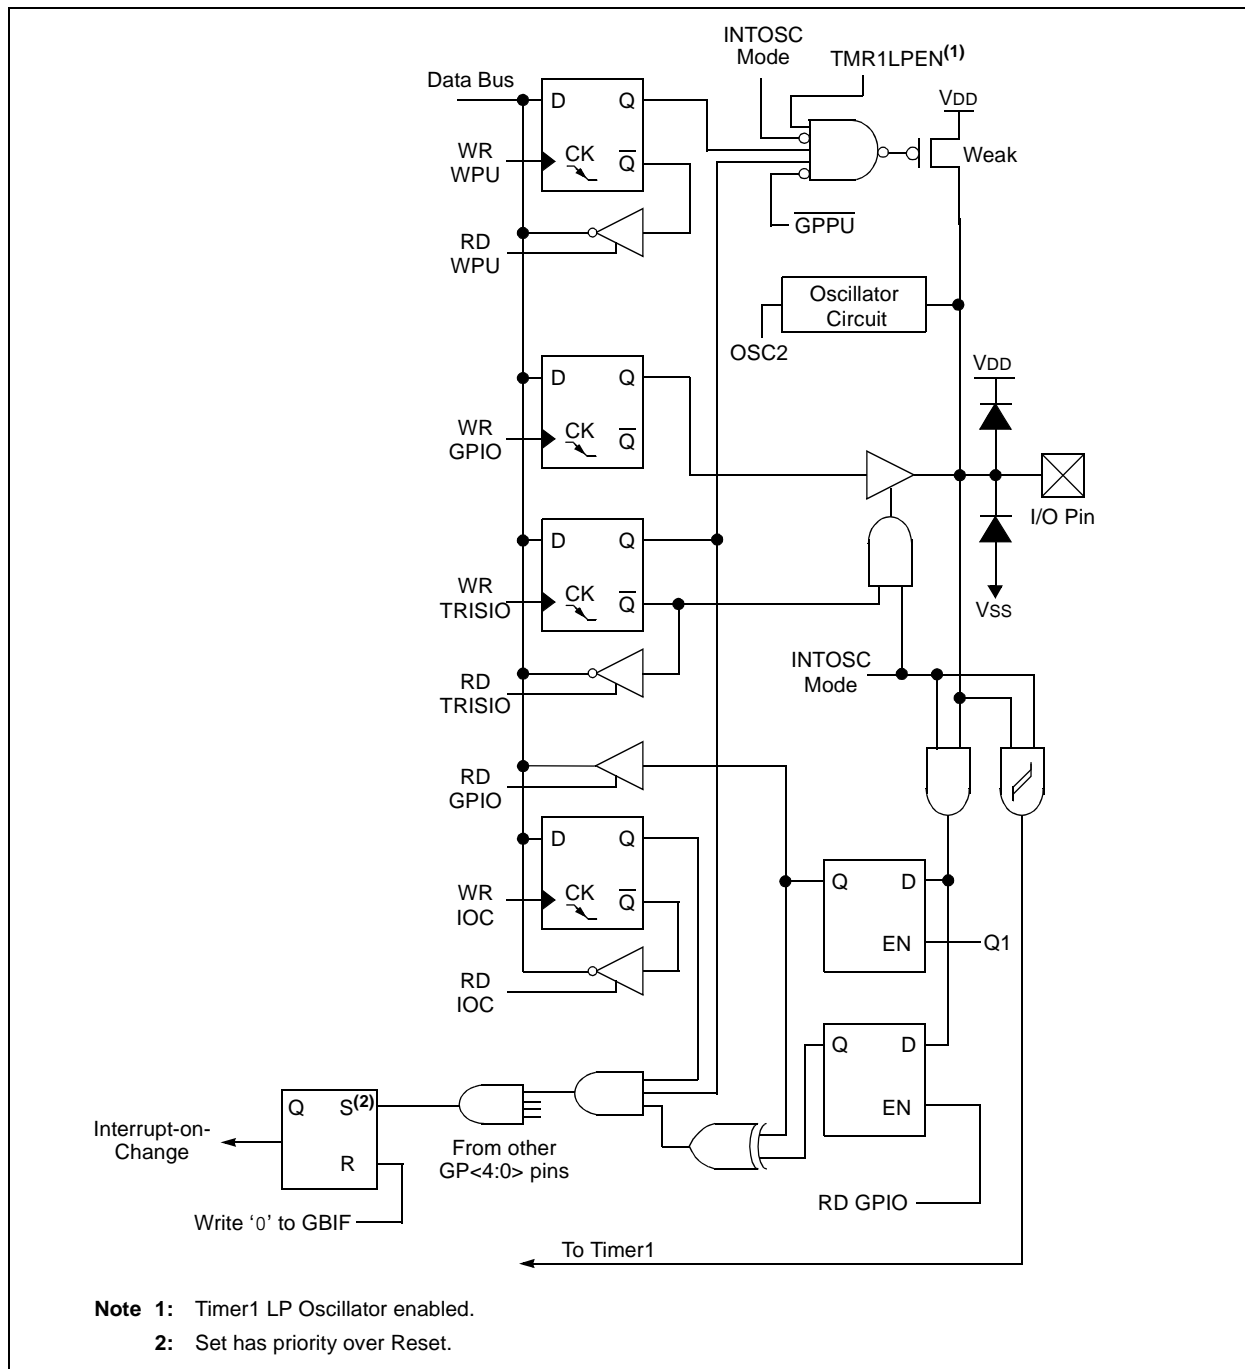 INTOSC
Mode
TMR1LPEN(1)
Data Bus
VDD
D Q
WR
WPU
CK Q
Weak
RD
WPU
GPPU
Oscillator
Circuit
OSC2
VDD
D Q
WR
GPIO
CK Q
I/O Pin
D Q
WR
TRISIO
CK Q
VSS
INTOSC
Mode
RD
TRISIO
RD
GPIO
D Q
WR
IOC
CK Q
Q D
EN
Q1
RD
IOC
Q D
EN
Q S(2)
R
Interrupt-on-
Change
From other
GP<4:0> pins
RD GPIO
Write ‘0’ to GBIF
To Timer1
Note 1: Timer1 LP Oscillator enabled.
2: Set has priority over Reset.